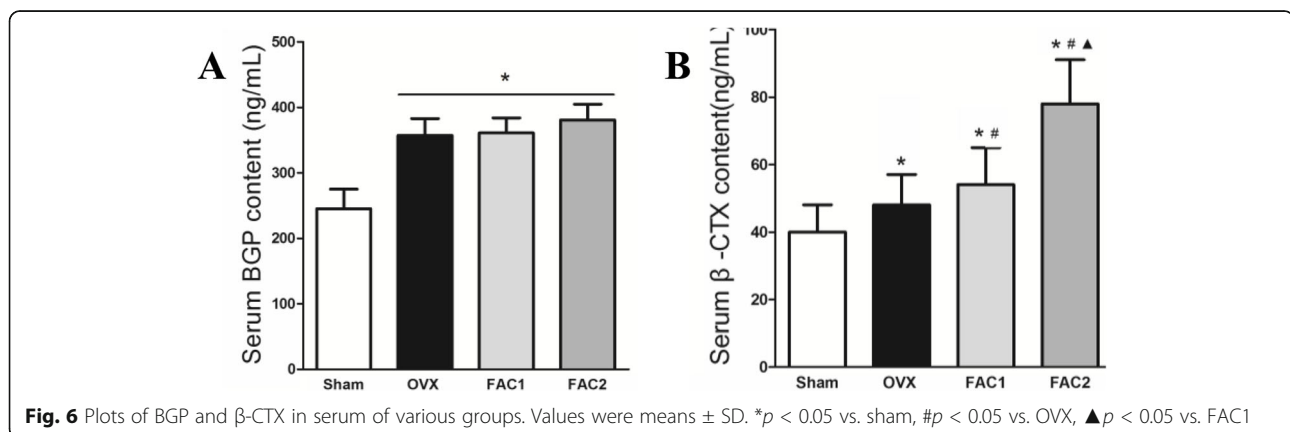 A
Serum BGP content (ng/mL)
500
400
300
200
100
0
*
Sham OVX FAC1 FAC2
B
Serum β -CTX content(ng/mL)
100
80
60
40
20
0
*
* #
* # ▲
Sham OVX FAC1 FAC2
Fig. 6 Plots of BGP and β-CTX in serum of various groups. Values were means ± SD. *p < 0.05 vs. sham, #p < 0.05 vs. OVX, ▲p < 0.05 vs. FAC1